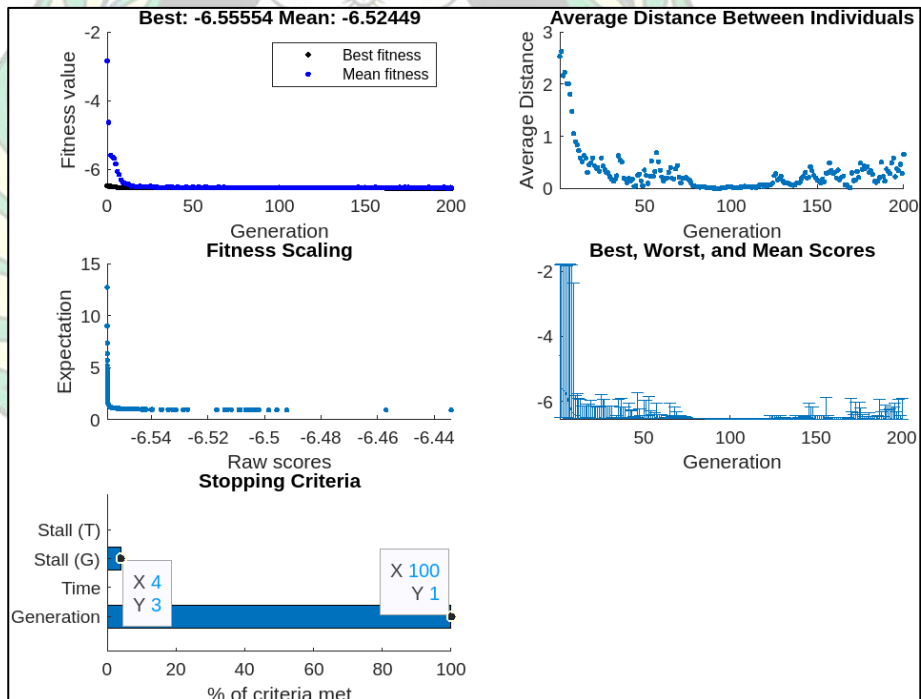 Best: -6.55554 Mean: -6.52449
-2
-4
-6
Fitness value
Best fitness
Mean fitness
0 50 100 150 200
Generation
Average Distance Between Individuals
3
2
1
0
Average Distance
50 100 150 200
Generation
Fitness Scaling
15
10
5
0
Expectation
-6.54 -6.52 -6.5 -6.48 -6.46 -6.44
Raw scores
Best, Worst, and Mean Scores
-2
-4
-6
50 100 150 200
Generation
Stopping Criteria
Stall (T)
Stall (G)
Time
Generation
X 4
Y 3
X 100
Y 1
0 20 40 60 80 100
% of criteria met